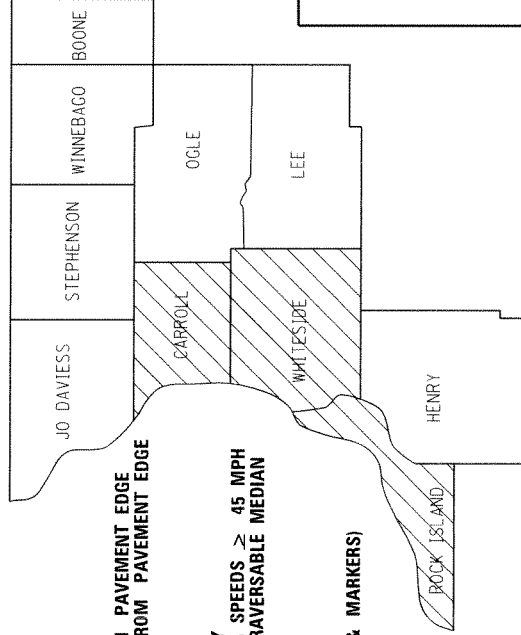 JO DAVIESS
STEPHENSON
WINNEBAGO
BOONE
CARROLL
OGLE
WHITESIDE
LEE
ROCK ISLAND
HENRY
PAVEMENT EDGE
FROM PAVEMENT EDGE
SPEEDS ≥ 45 MPH
RAVERSABLE MEDIAN
& MARKERS)